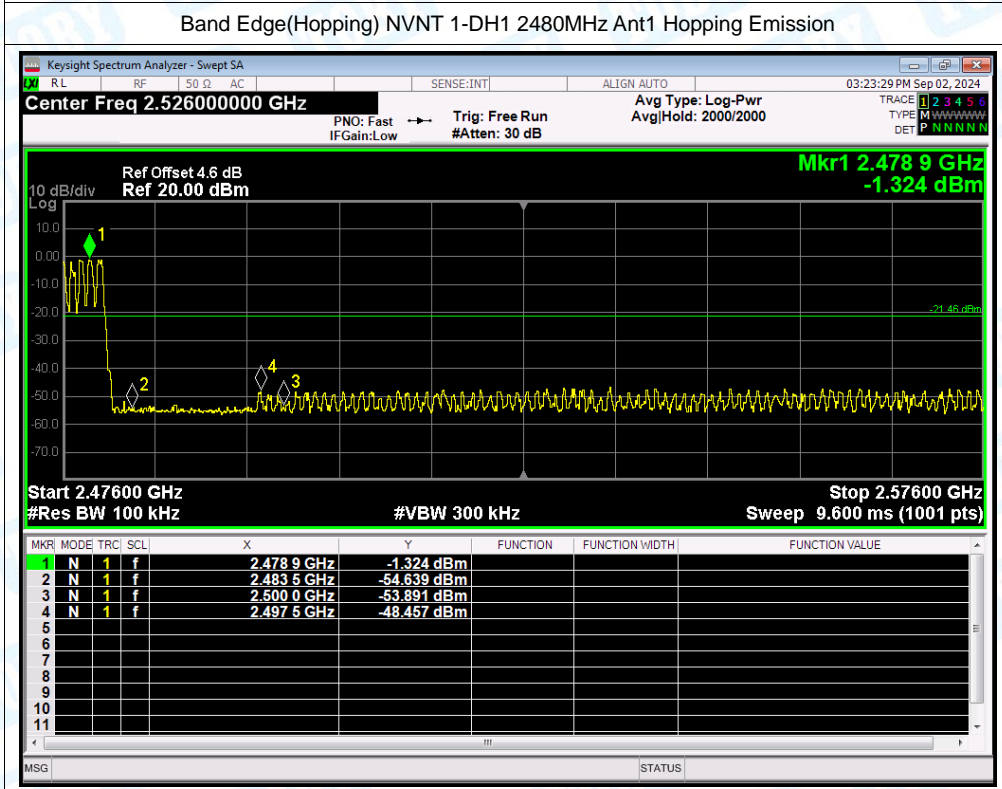 Band Edge(Hopping) NVNT 1-DH1 2480MHz Ant1 Hopping Emission
Keysight Spectrum Analyzer - Swept SA
LXI RL RF 50 Ω AC SENSE:INT ALIGN AUTO 03:23:29 PM Sep 02, 2024
Center Freq 2.526000000 GHz
PNO: Fast
IFGain:Low
Trig: Free Run
#Atten: 30 dB
Avg Type: Log-Pwr
Avg|Hold: 2000/2000
TRACE 1 2 3 4 5 6
TYPE M WWWWW
DET P NNNNN
Mkr1 2.478 9 GHz
-1.324 dBm
Ref Offset 4.6 dB
10 dB/div Ref 20.00 dBm
Log
10.0
0.00
-10.0
-20.0
-30.0
-40.0
-50.0
-60.0
-70.0
1
2
4
3
-21.46 dBm
Start 2.47600 GHz Stop 2.57600 GHz
#Res BW 100 kHz #VBW 300 kHz Sweep 9.600 ms (1001 pts)
MKR MODE TRC SCL X Y FUNCTION FUNCTION WIDTH FUNCTION VALUE
1 N 1 f 2.478 9 GHz -1.324 dBm
2 N 1 f 2.483 5 GHz -54.639 dBm
3 N 1 f 2.500 0 GHz -53.891 dBm
4 N 1 f 2.497 5 GHz -48.457 dBm
5
6
7
8
9
10
11
MSG STATUS